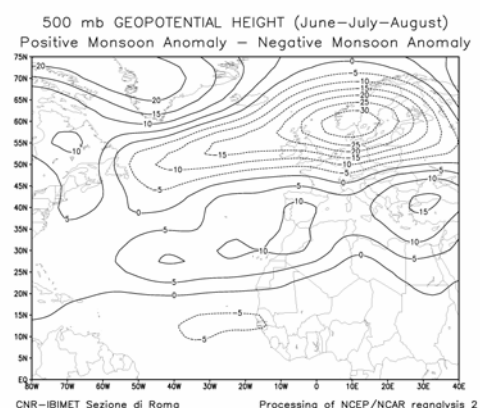 500 mb GEOPOTENTIAL HEIGHT (June-July-August)
Positive Monsoon Anomaly - Negative Monsoon Anomaly
75N
70N
65N
60N
55N
50N
45N
40N
35N
30N
25N
20N
15N
10N
5N
EQ
80W 70W 60W 50W 40W 30W 20W 10W 0 10E 20E 30E 40E
CNR-IBIMET Sezione di Roma Processing of NCEP/NCAR reanalysis 2